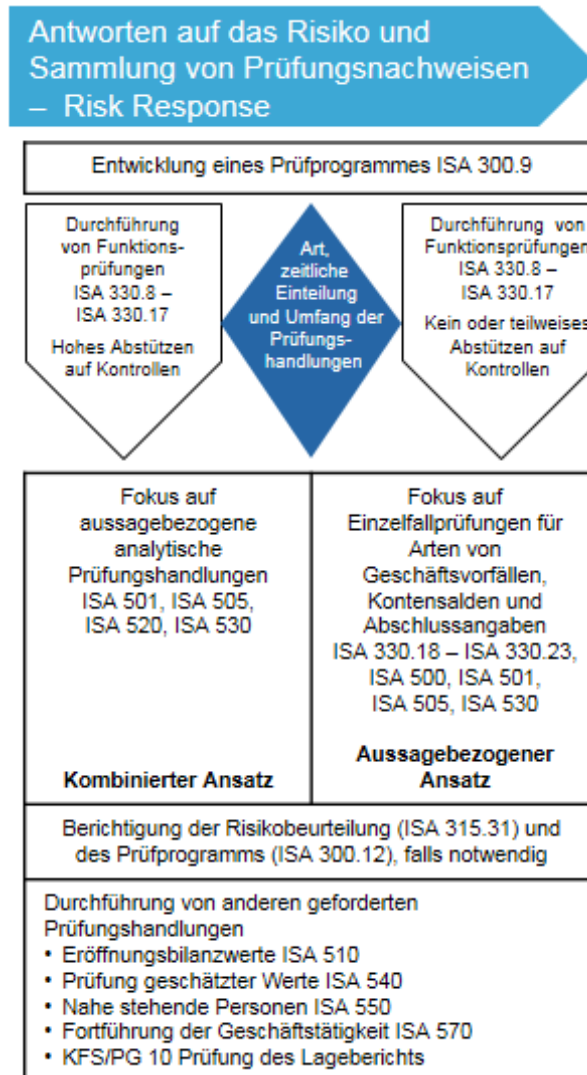 Antworten auf das Risiko und
Sammlung von Prüfungsnachweisen
– Risk Response
Entwicklung eines Prüfprogrammes ISA 300.9
Durchführung
von Funktions-
prüfungen
ISA 330.8 –
ISA 330.17
Hohes Abstützen
auf Kontrollen
Art,
zeitliche
Einteilung
und Umfang der
Prüfungs-
handlungen
Durchführung von
Funktionsprüfungen
ISA 330.8 –
ISA 330.17
Kein oder teilweises
Abstützen auf
Kontrollen
Fokus auf
aussagebezogene
analytische
Prüfungshandlungen
ISA 501, ISA 505,
ISA 520, ISA 530
Kombinierter Ansatz
Fokus auf
Einzelfallprüfungen für
Arten von
Geschäftsvorfällen,
Kontensalden und
Abschlussangaben
ISA 330.18 – ISA 330.23,
ISA 500, ISA 501,
ISA 505, ISA 530
Aussagebezogener
Ansatz
Berichtigung der Risikobeurteilung (ISA 315.31) und
des Prüfprogramms (ISA 300.12), falls notwendig
Durchführung von anderen geforderten
Prüfungshandlungen
• Eröffnungsbilanzwerte ISA 510
• Prüfung geschätzter Werte ISA 540
• Nahe stehende Personen ISA 550
• Fortführung der Geschäftstätigkeit ISA 570
• KFS/PG 10 Prüfung des Lageberichts